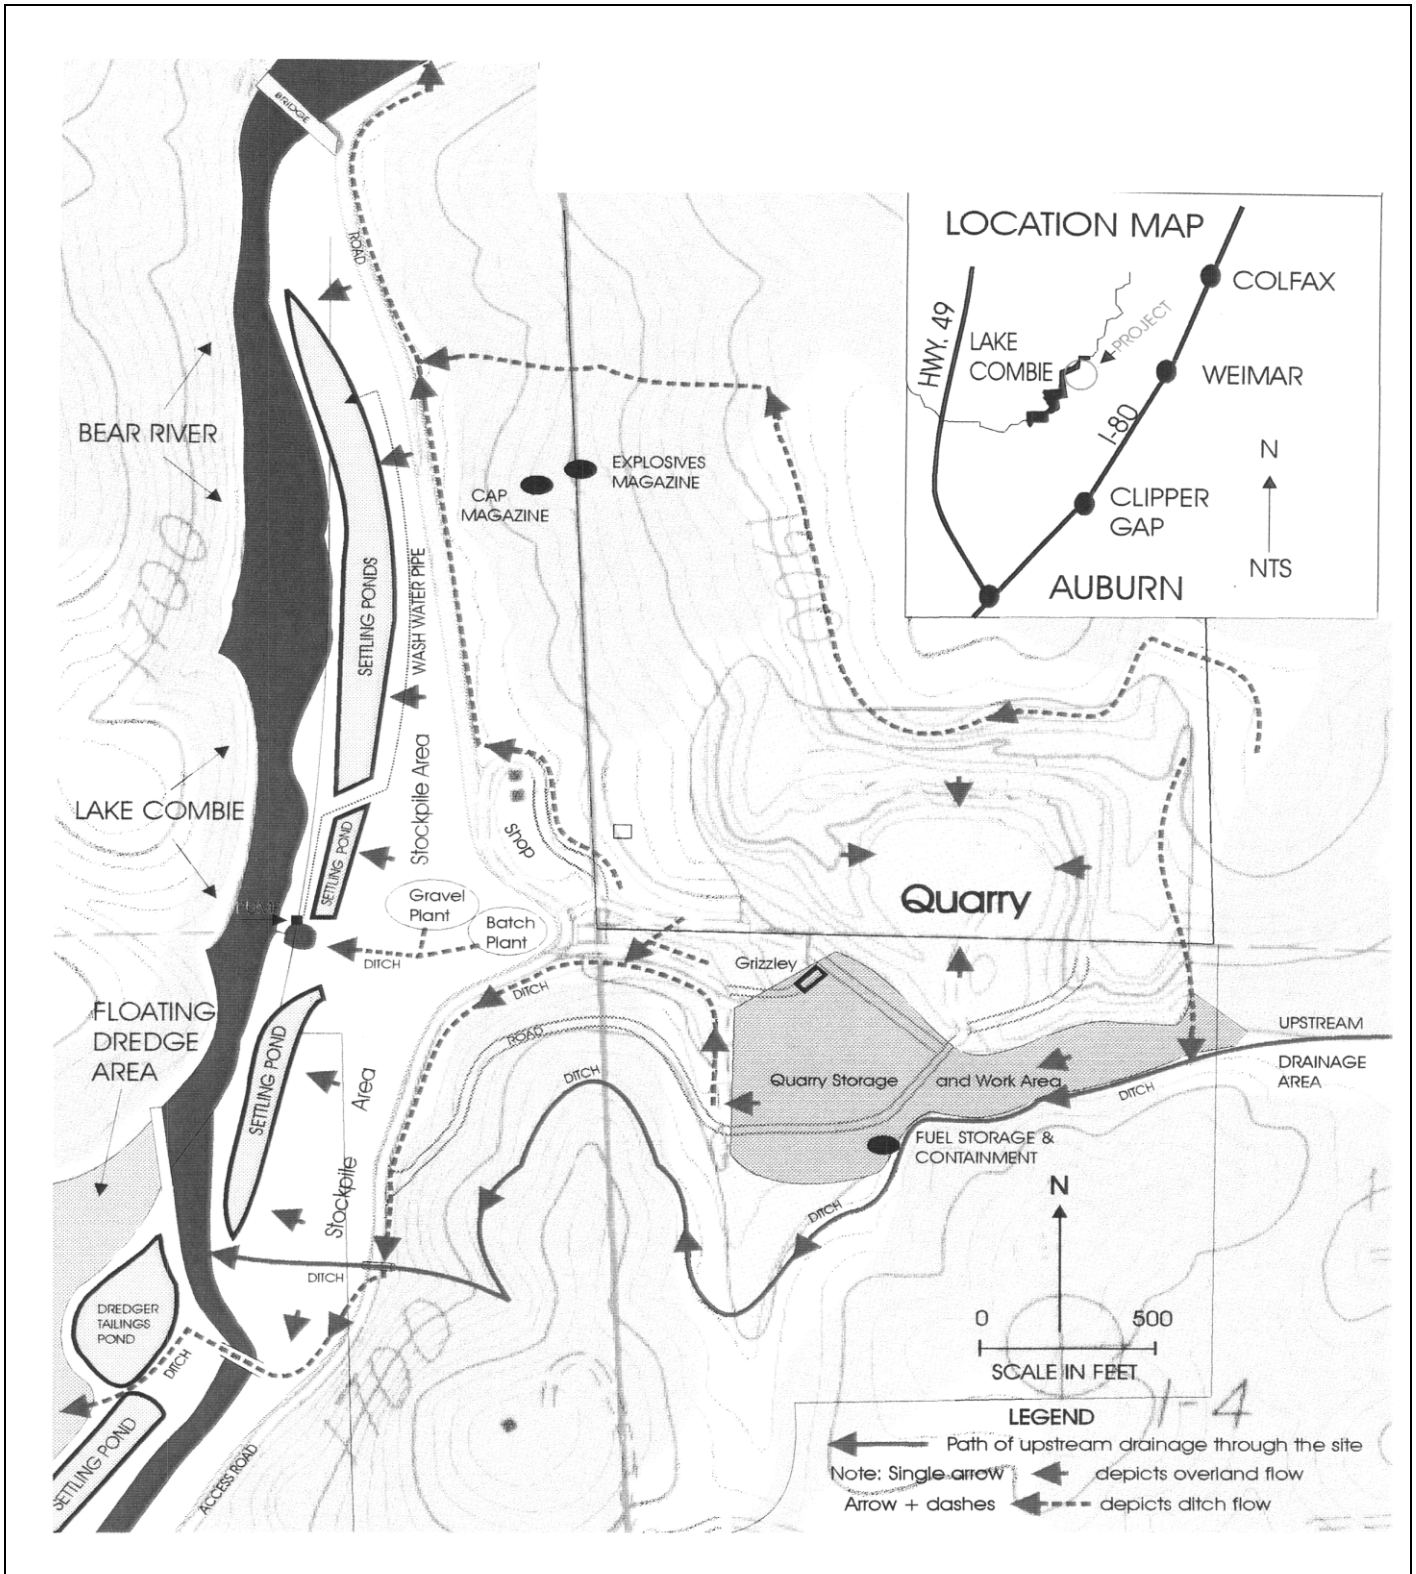 BRIDGE
ROAD
LOCATION MAP
COLFAX
HWY. 49
LAKE
COMBIE
PROJECT
WEIMAR
I-80
N
CLIPPER
GAP
NTS
AUBURN
BEAR RIVER
EXPLOSIVES
MAGAZINE
CAP
MAGAZINE
1700
SETTLING PONDS
WASH WATER PIPE
Stockpile Area
LAKE COMBIE
Shop
SETTLING POND
Gravel
Plant
Batch
Plant
DITCH
Quarry
Grizzley
DITCH
ROAD
FLOATING
DREDGE
AREA
SETTLING POND
Stockpile Area
DITCH
Quarry Storage and Work Area
UPSTREAM
DRAINAGE
AREA
DITCH
FUEL STORAGE &
CONTAINMENT
DITCH
N
DITCH
DREDGER
TAILINGS
POND
DITCH
1700
0 500
SCALE IN FEET
SETTLING POND
ACCESS ROAD
1-4
LEGEND
Path of upstream drainage through the site
Note: Single arrow depicts overland flow
Arrow + dashes depicts ditch flow